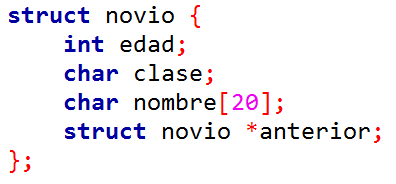 struct novio {
    int edad;
    char clase;
    char nombre[20];
    struct novio *anterior;
};